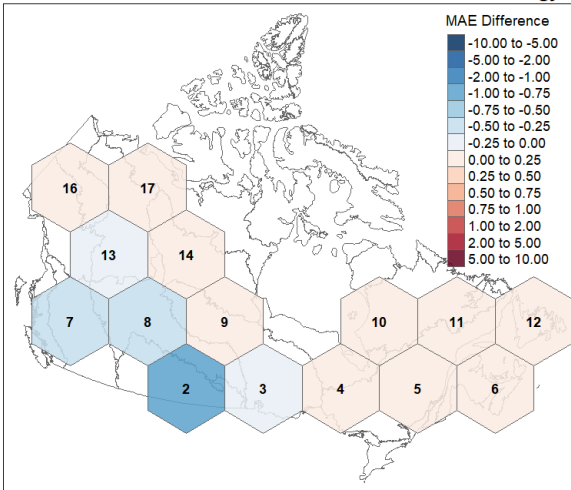 MAE Difference
-10.00 to -5.00
-5.00 to -2.00
-2.00 to -1.00
-1.00 to -0.75
-0.75 to -0.50
-0.50 to -0.25
-0.25 to 0.00
0.00 to 0.25
0.25 to 0.50
0.50 to 0.75
0.75 to 1.00
1.00 to 2.00
2.00 to 5.00
5.00 to 10.00
16 17
13 14
7 8 9 10 11 12
2 3 4 5 6